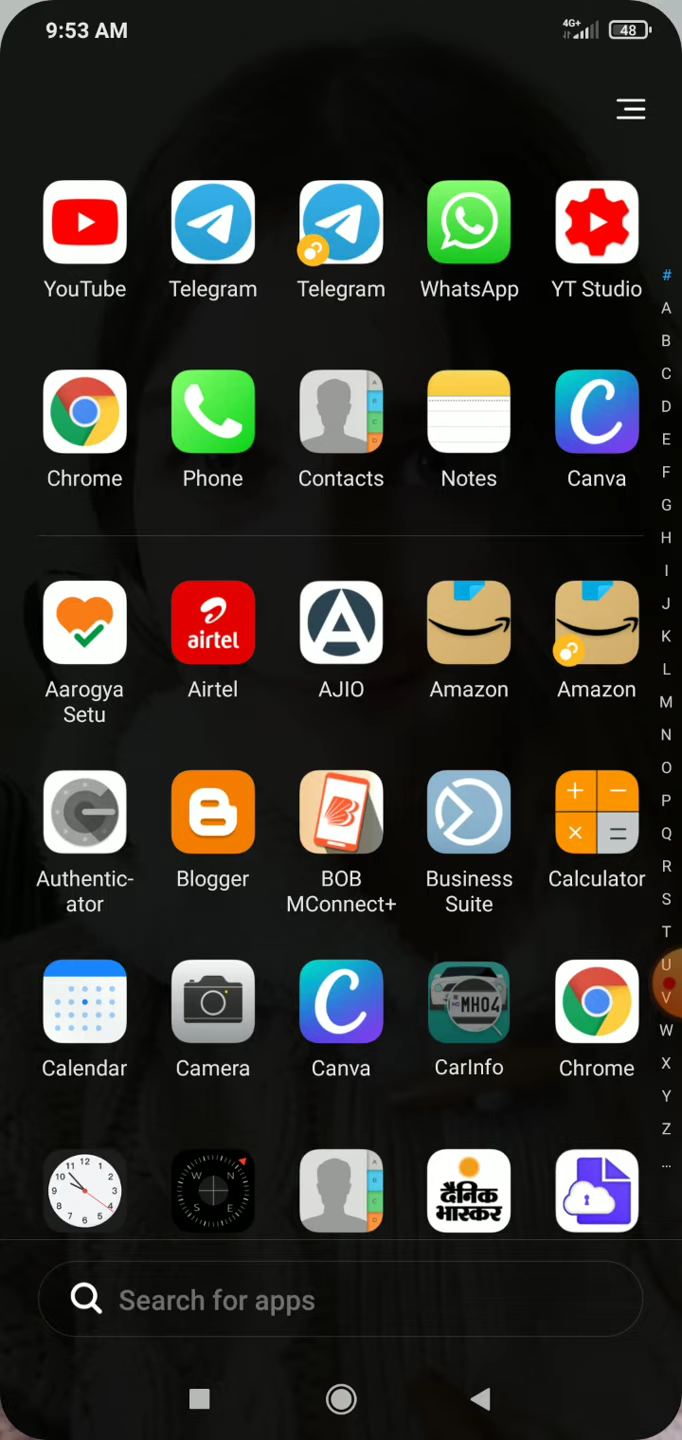 9:53 AM 4G+ 48
YouTube Telegram Telegram WhatsApp YT Studio
Chrome Phone Contacts Notes Canva
airtel
Aarogya Setu Airtel AJIO Amazon Amazon
Authentic-ator Blogger BOB MConnect+ Business Suite Calculator
MH04
Calendar Camera Canva CarInfo Chrome
दैनिक
भास्कर
Search for apps
#
A
B
C
D
E
F
G
H
I
J
K
L
M
N
O
P
Q
R
S
T
U
V
W
X
Y
Z
...